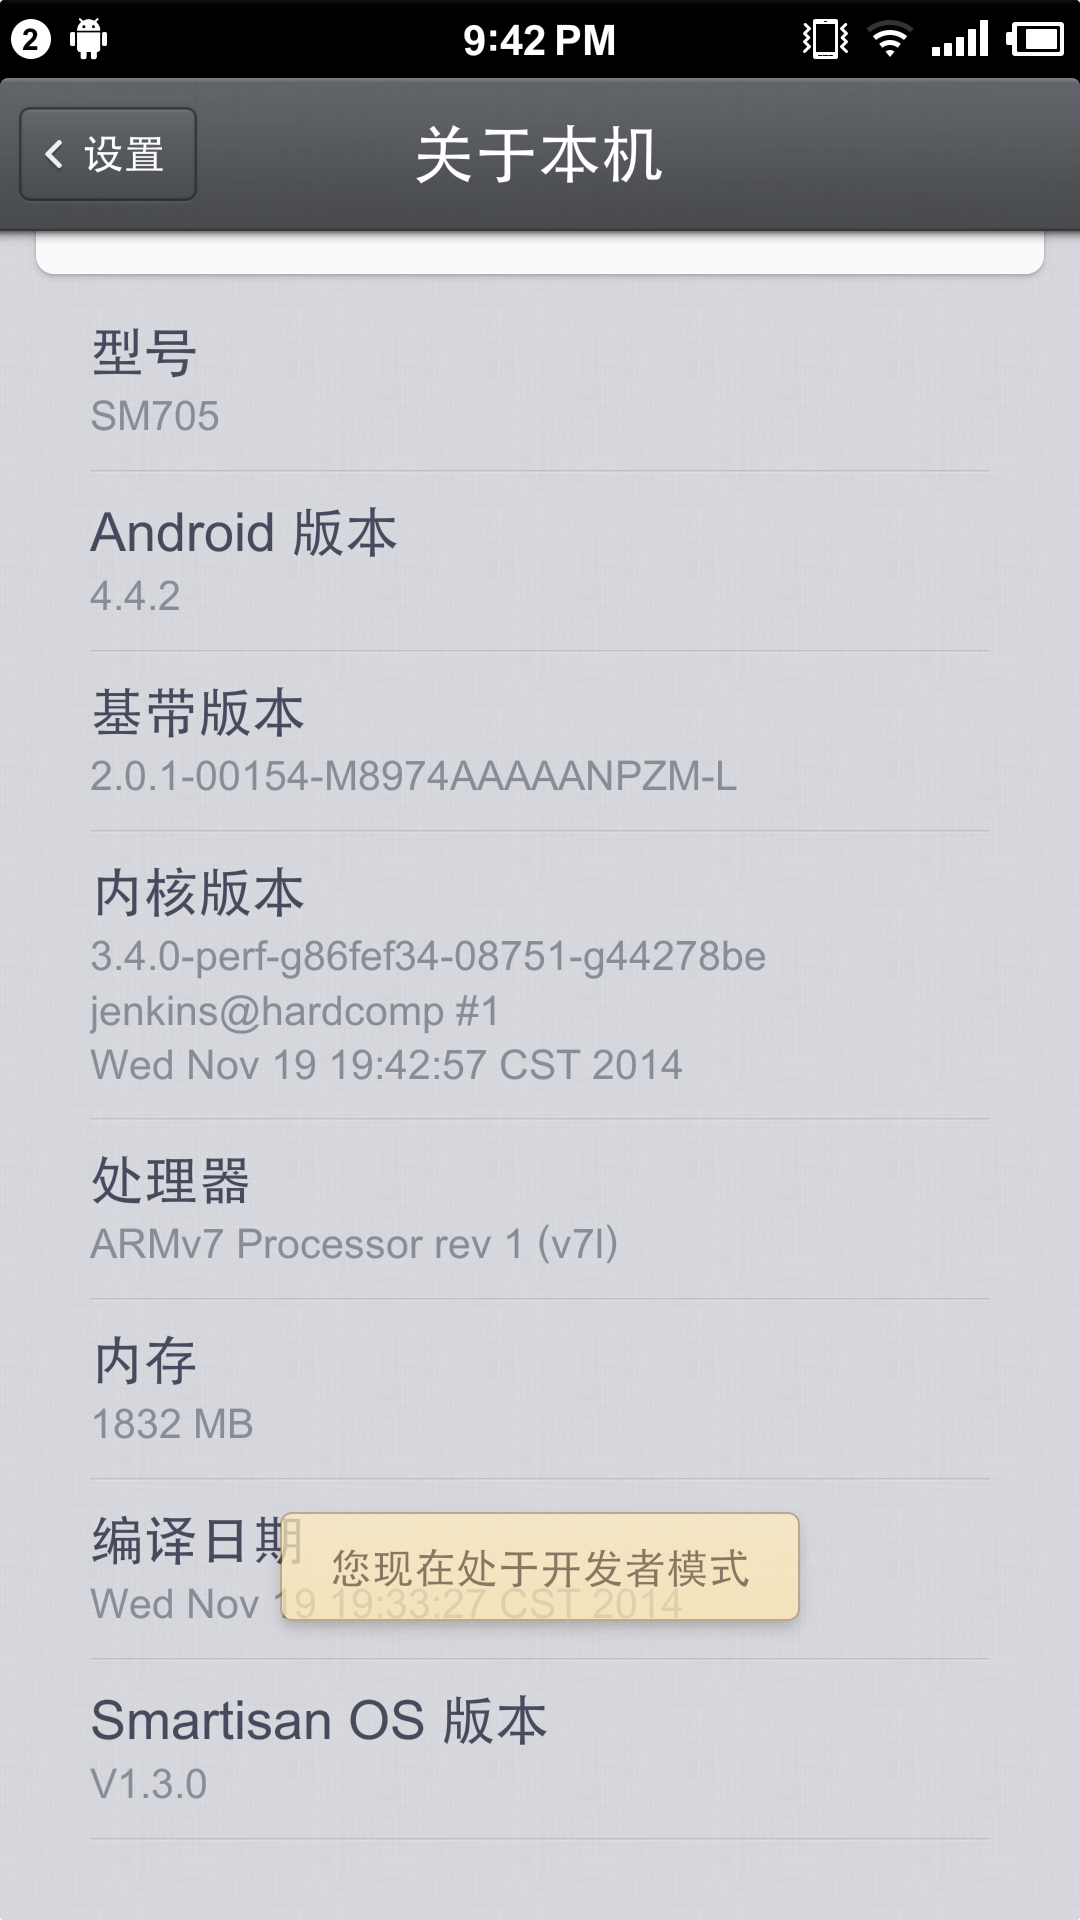 2
9:42 PM
设置
关于本机
型号
SM705
Android 版本
4.4.2
基带版本
2.0.1-00154-M8974AAAAANPZM-L
内核版本
3.4.0-perf-g86fef34-08751-g44278be
jenkins@hardcomp #1
Wed Nov 19 19:42:57 CST 2014
处理器
ARMv7 Processor rev 1 (v7l)
内存
1832 MB
编译日期
您现在处于开发者模式
Wed Nov 19 19:33:27 CST 2014
Smartisan OS 版本
V1.3.0